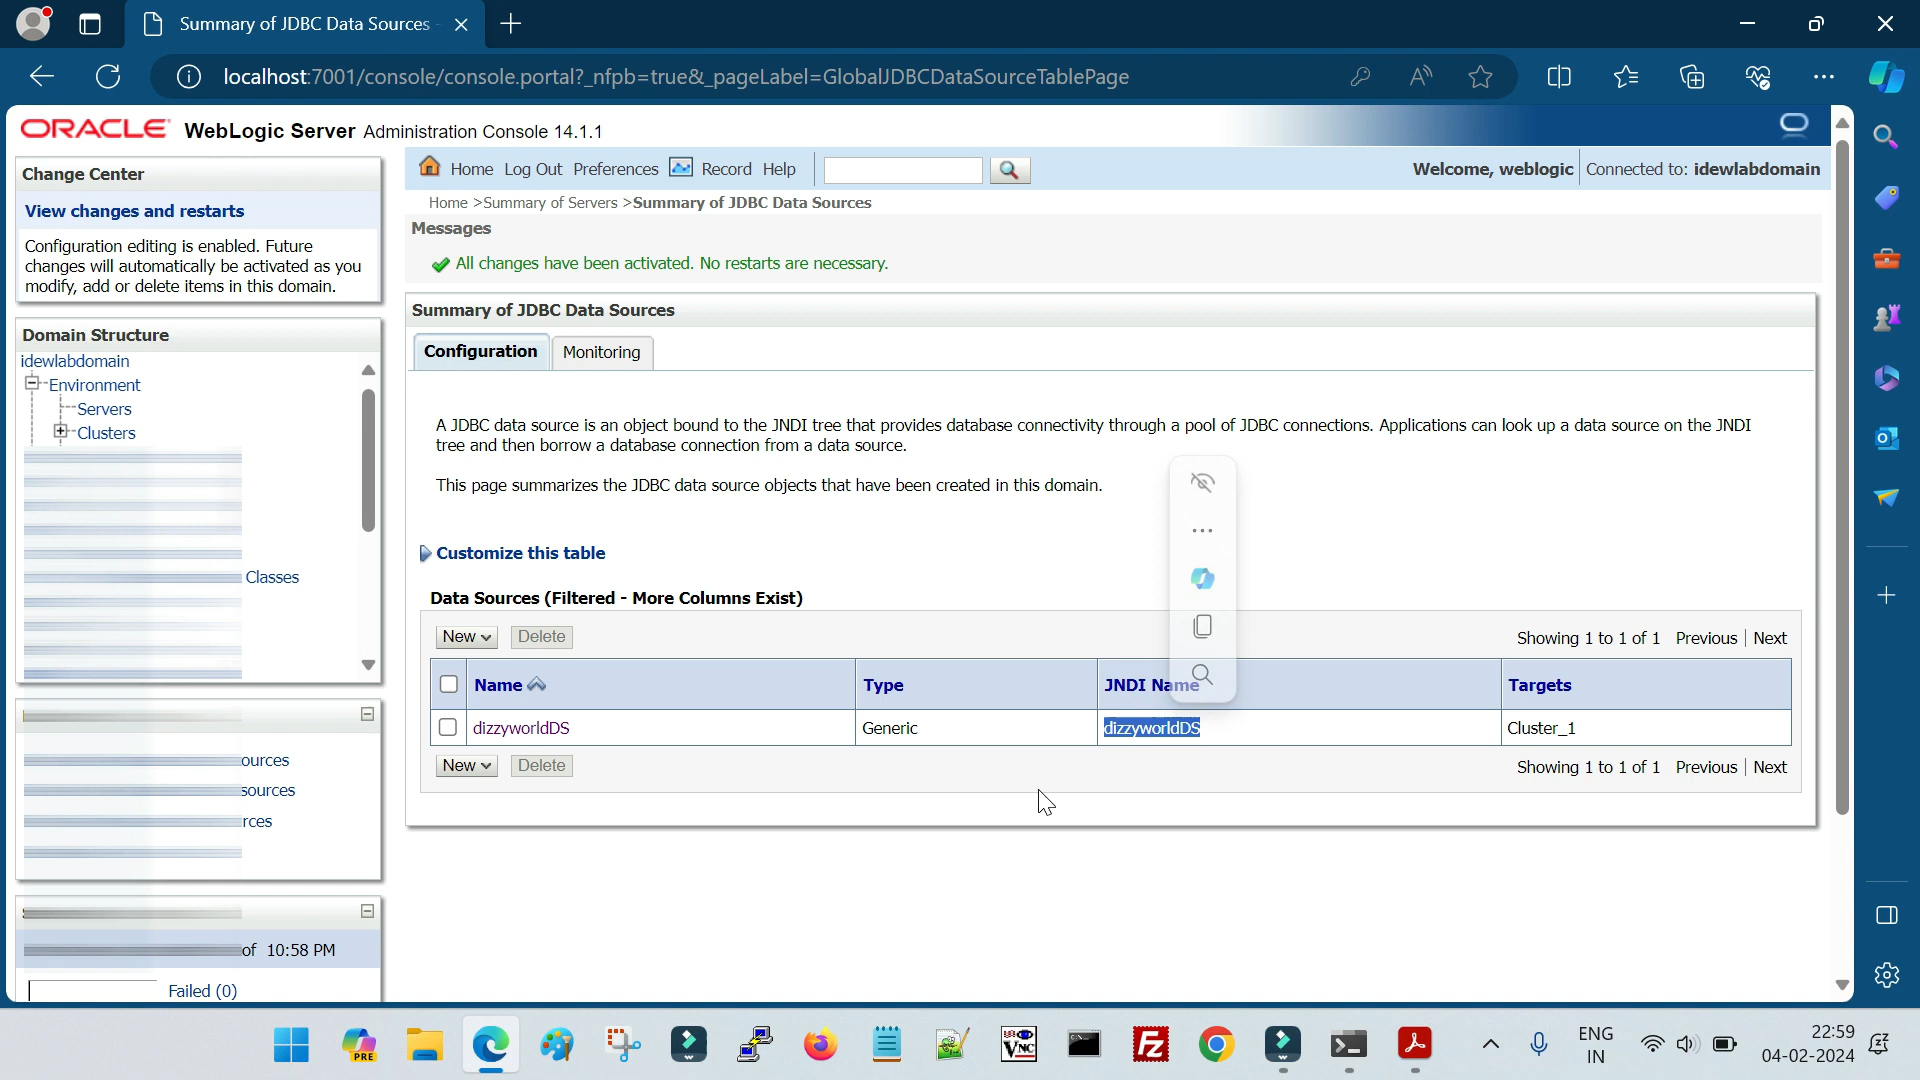 Summary of JDBC Data Sources -
localhost:7001/console/console.portal?_nfpb=true&_pageLabel=GlobalJDBCDataSourceTablePage
ORACLE WebLogic Server Administration Console 14.1.1
Change Center
View changes and restarts
Configuration editing is enabled. Future
changes will automatically be activated as you
modify, add or delete items in this domain.
Domain Structure
idewlabdomain
Environment
Servers
Clusters
Classes
ources
sources
rces
of 10:58 PM
Failed (0)
Home Log Out Preferences Record Help
Welcome, weblogic Connected to: idewlabdomain
Home >Summary of Servers >Summary of JDBC Data Sources
Messages
All changes have been activated. No restarts are necessary.
Summary of JDBC Data Sources
Configuration Monitoring
A JDBC data source is an object bound to the JNDI tree that provides database connectivity through a pool of JDBC connections. Applications can look up a data source on the JNDI
tree and then borrow a database connection from a data source.
This page summarizes the JDBC data source objects that have been created in this domain.
Customize this table
Data Sources (Filtered - More Columns Exist)
New Delete Showing 1 to 1 of 1 Previous Next
Name Type JNDI Name Targets
dizzyworldDS Generic dizzyworldDS Cluster_1
New Delete Showing 1 to 1 of 1 Previous Next
PRE
VNC
ENG
IN
22:59
04-02-2024